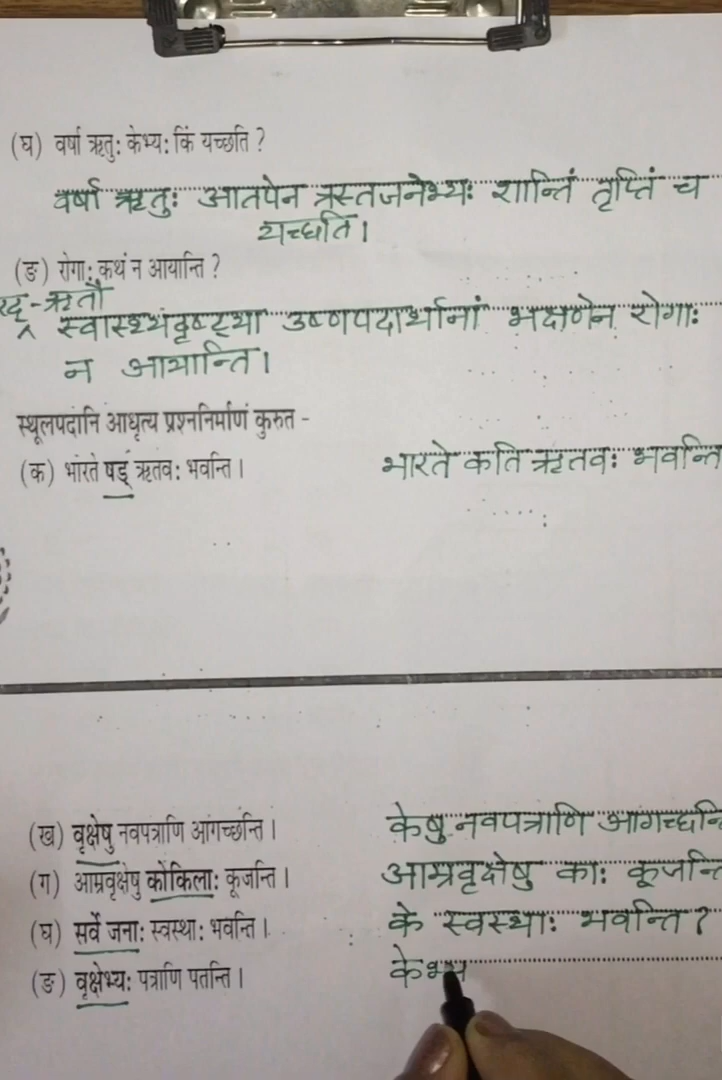 (घ) वर्षा ऋतुः केभ्यः किं यच्छति ?
वर्षा ऋतुः आतपेन त्रस्तजनेभ्यः शान्तिं तृप्तिं च
यच्छति।
(ङ) रोगाः कथं न आयान्ति ?
रद्-ऋतौ
स्वास्थ्यंदृष्ट्या उष्णपदार्थानां भक्षणेन रोगाः
न आयान्ति।
स्थूलपदानि आधृत्य प्रश्ननिर्माणं कुरुत -
(क) भारते षड् ऋतवः भवन्ति। भारते कति ऋतवः भवन्ति
(ख) वृक्षेषु नवपत्राणि आगच्छन्ति। केषु नवपत्राणि आगच्छन्ति
(ग) आम्रवृक्षेषु कोकिलाः कूजन्ति। आम्रवृक्षेषु काः कूजन्ति
(घ) सर्वे जनाः स्वस्थाः भवन्ति। के स्वस्थाः भवन्ति ?
(ङ) वृक्षेभ्यः पत्राणि पतन्ति। केभ्य